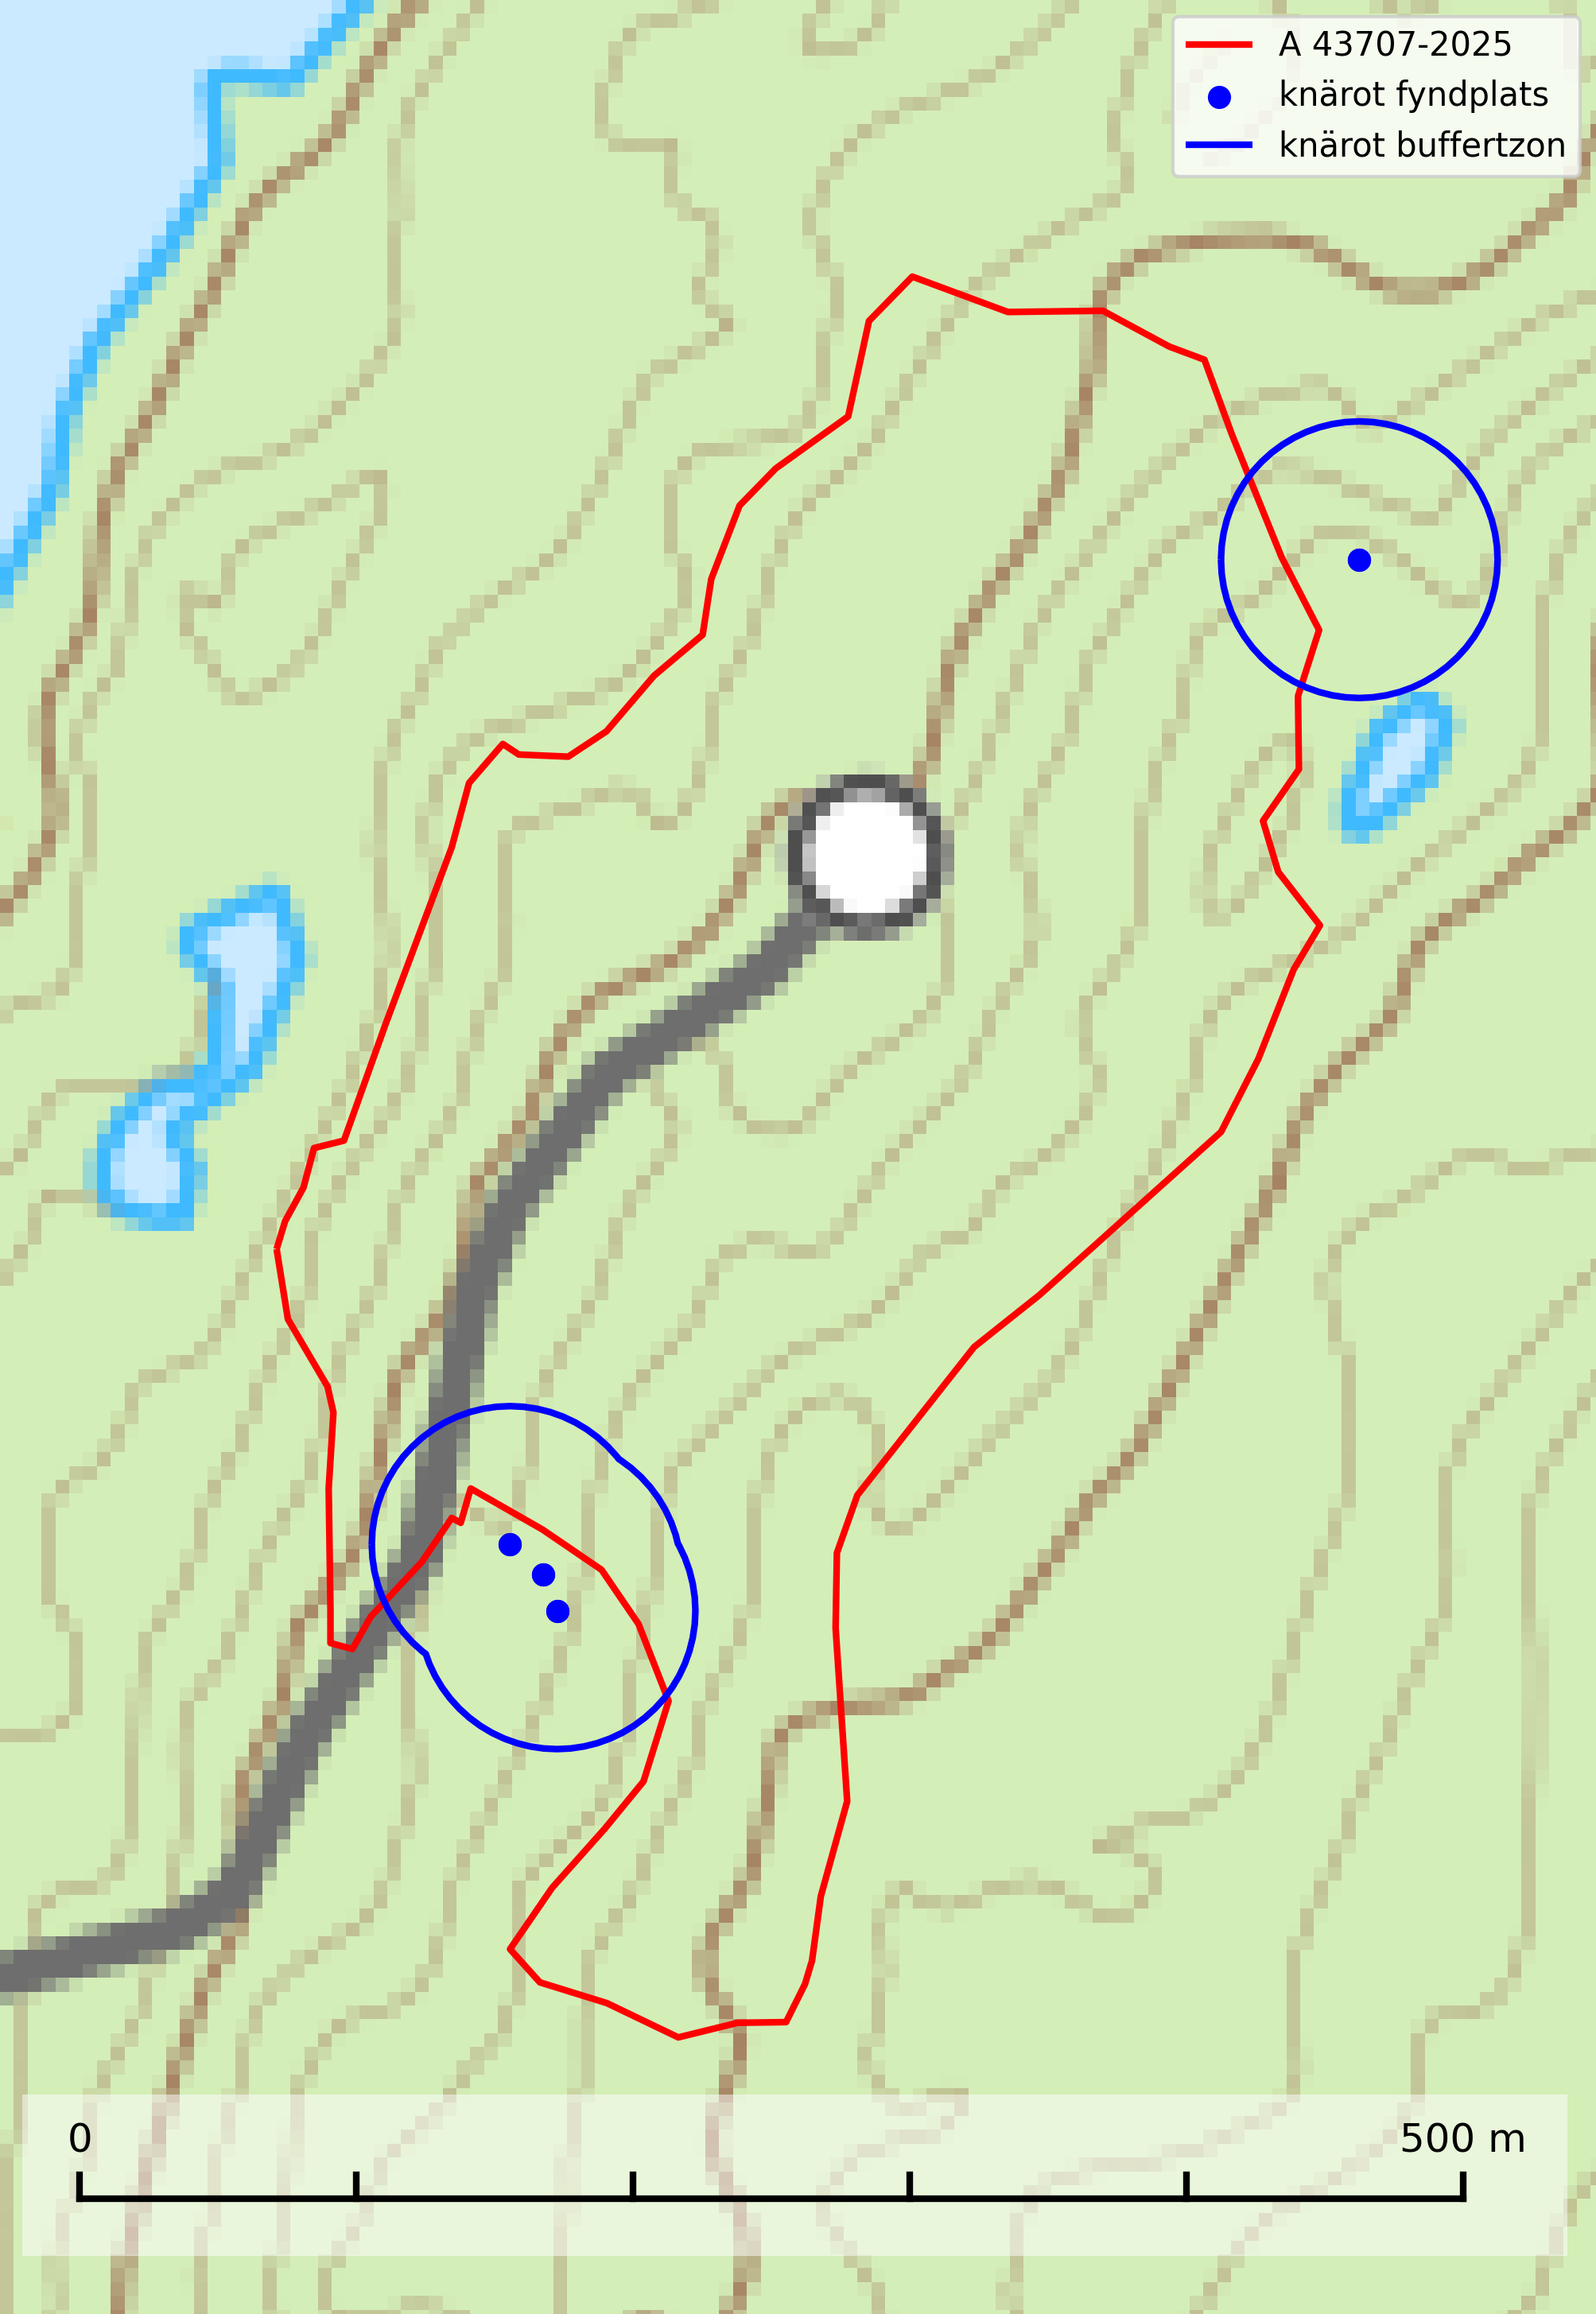 A 43707-2025
knärot fyndplats
knärot buffertzon
0 500 m